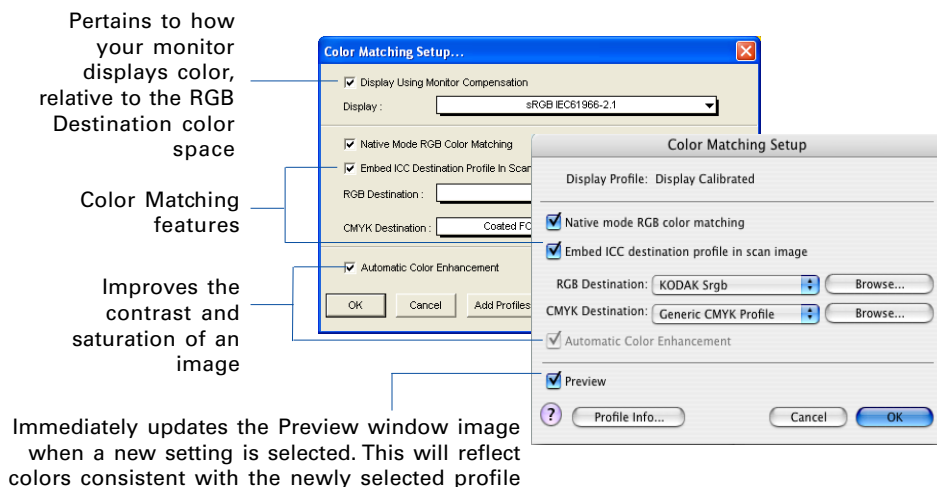 Pertains to how
your monitor
displays color,
relative to the RGB
Destination color
space
Color Matching
features
Improves the
contrast and
saturation of an
image
Immediately updates the Preview window image
when a new setting is selected. This will reflect
colors consistent with the newly selected profile
Color Matching Setup...
Display Using Monitor Compensation
Display : sRGB IEC61966-2.1
Native Mode RGB Color Matching
Embed ICC Destination Profile In Scan
RGB Destination :
CMYK Destination : Coated FO
Automatic Color Enhancement
OK Cancel Add Profiles
Color Matching Setup
Display Profile: Display Calibrated
Native mode RGB color matching
Embed ICC destination profile in scan image
RGB Destination: KODAK Srgb Browse...
CMYK Destination: Generic CMYK Profile Browse...
Automatic Color Enhancement
Preview
? Profile Info... Cancel OK